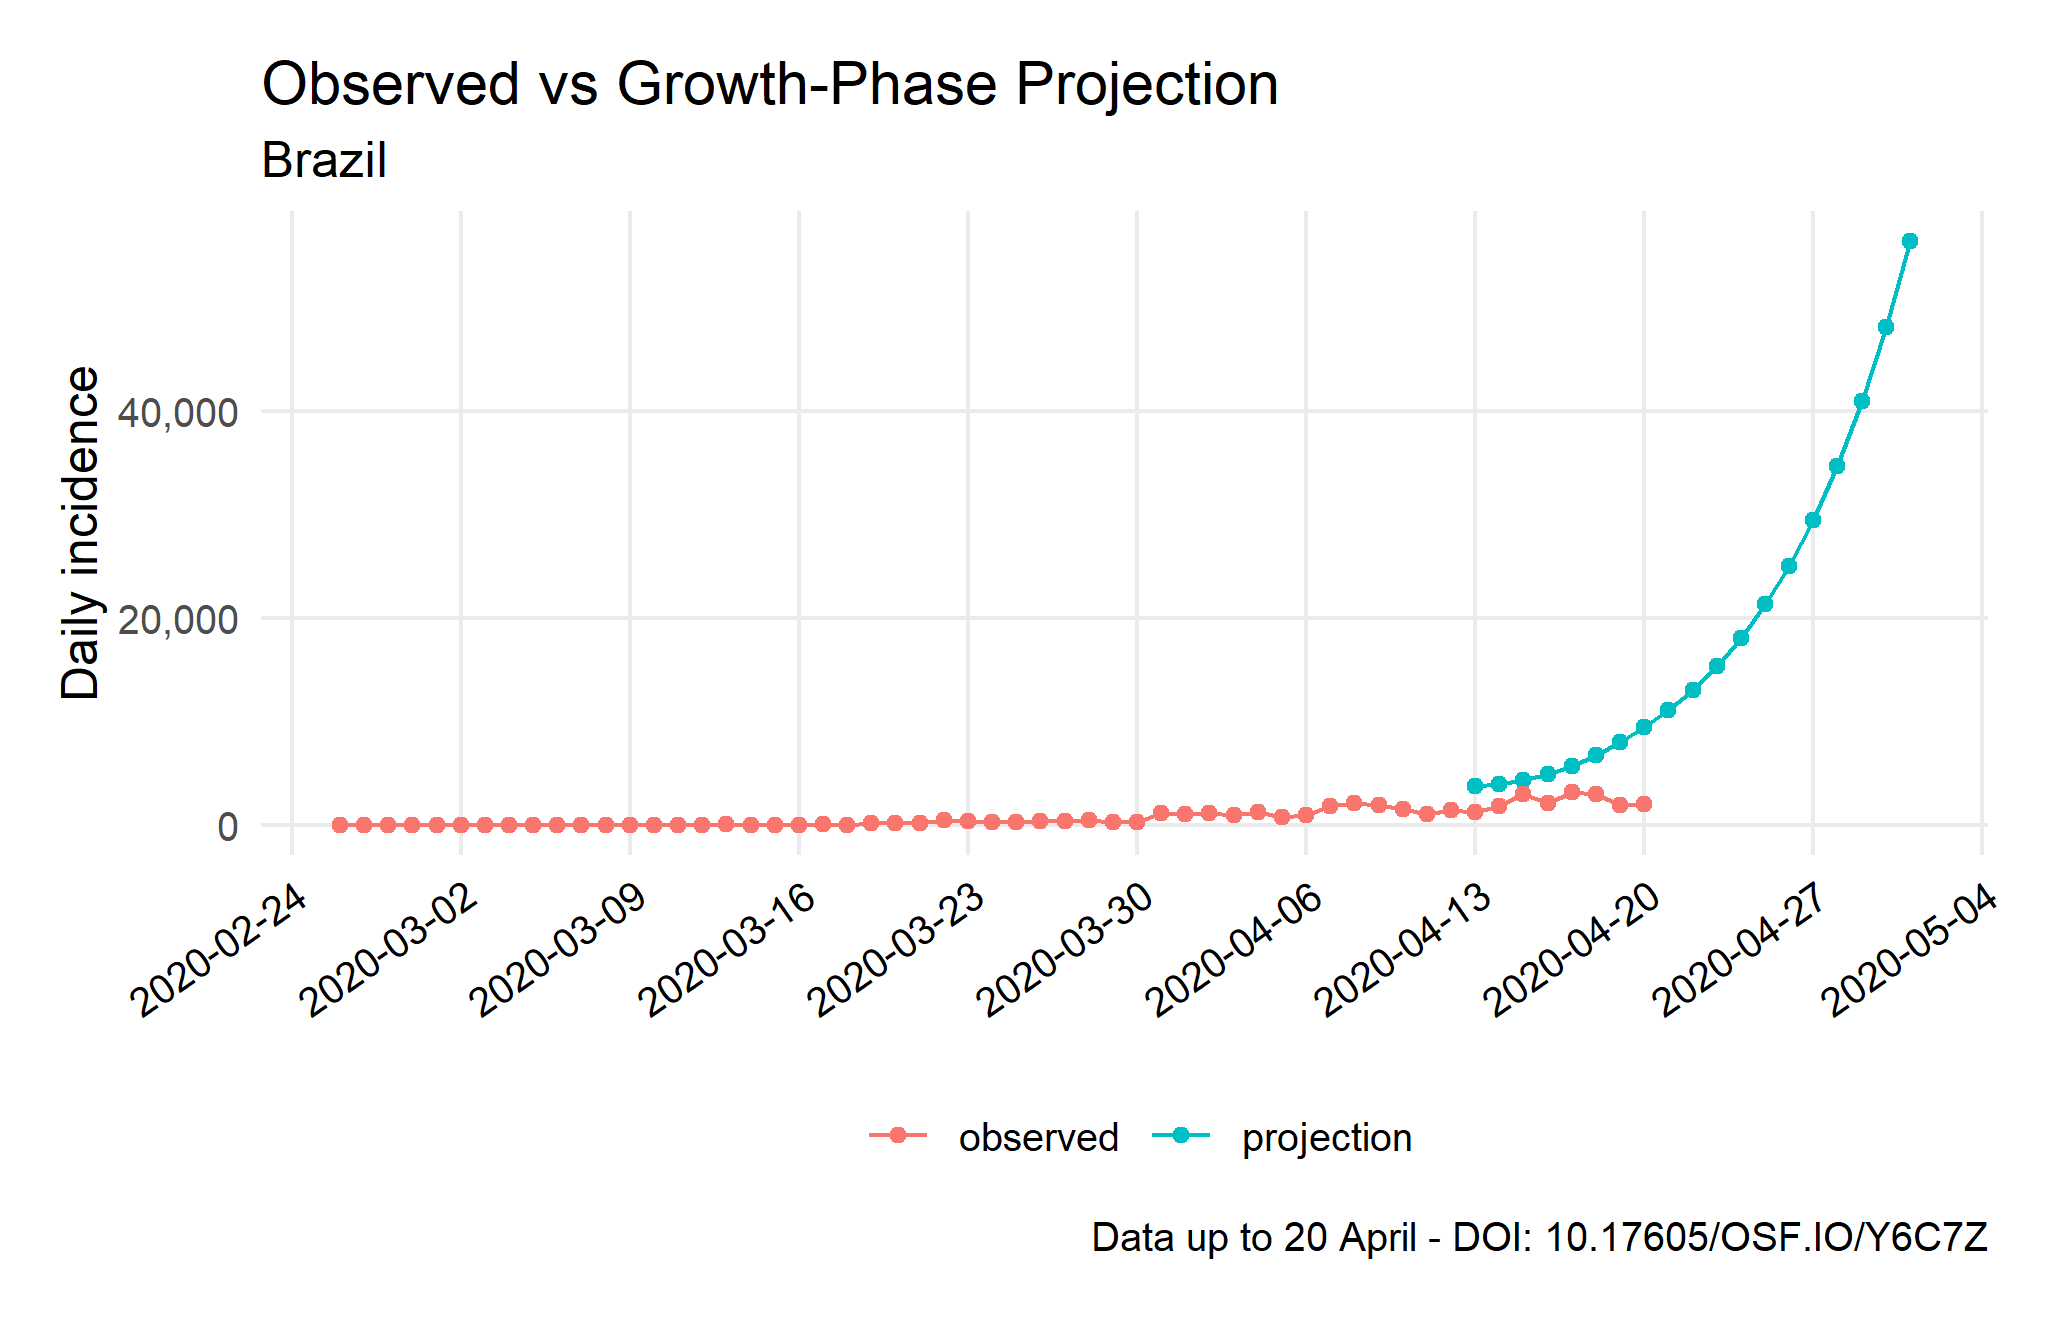 Observed vs Growth-Phase Projection
Brazil
Daily incidence
40,000
20,000
0
2020-02-24
2020-03-02
2020-03-09
2020-03-16
2020-03-23
2020-03-30
2020-04-06
2020-04-13
2020-04-20
2020-04-27
2020-05-04
observed
projection
Data up to 20 April - DOI: 10.17605/OSF.IO/Y6C7Z